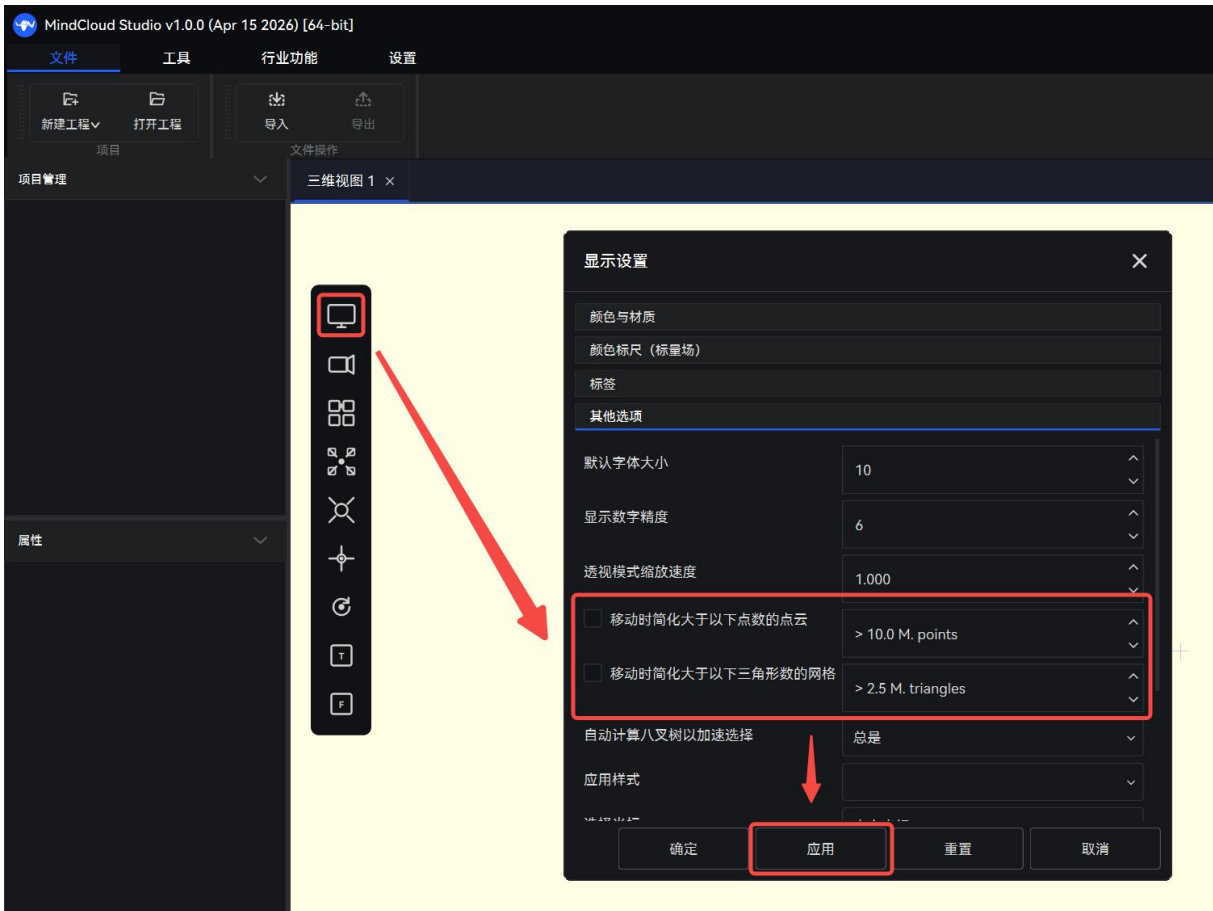 MindCloud Studio v1.0.0 (Apr 15 2026) [64-bit]
文件 工具 行业功能 设置
新建工程 打开工程 导入 导出
项目 文件操作
项目管理
三维视图 1 ×
显示设置
颜色与材质
颜色标尺（标量场）
标签
其他选项
默认字体大小 10
显示数字精度 6
透视模式缩放速度 1.000
移动时简化大于以下点数的点云 > 10.0 M. points
移动时简化大于以下三角形数的网格 > 2.5 M. triangles
自动计算八叉树以加速选择 总是
应用样式
确定 应用 重置 取消
属性
T
F